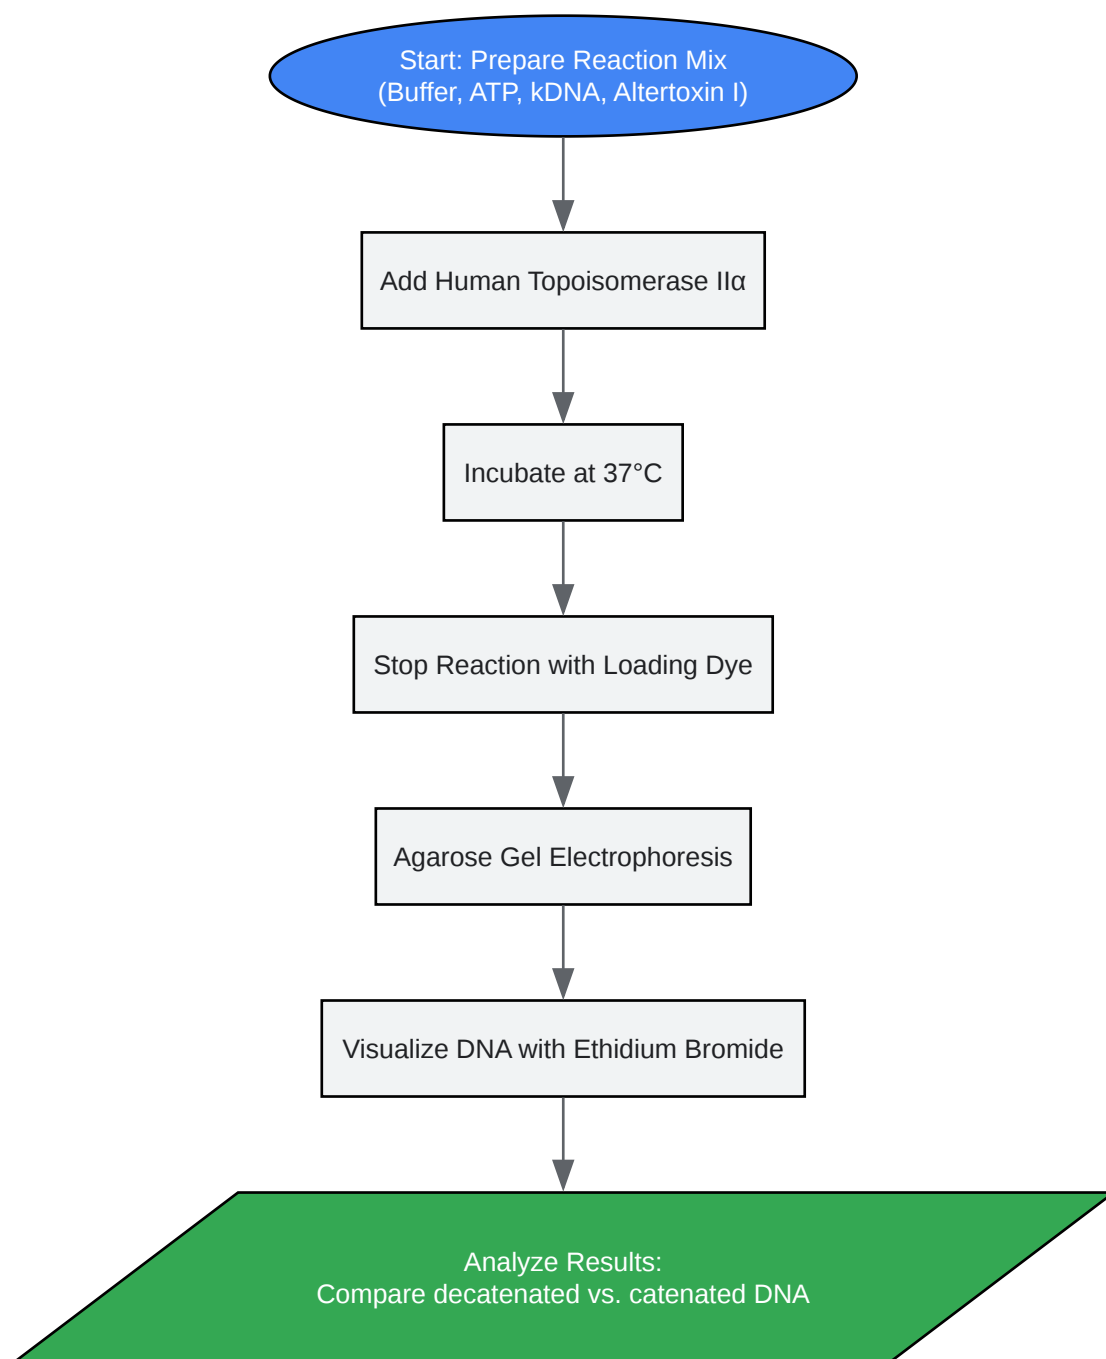 Start: Prepare Reaction Mix
(Buffer, ATP, kDNA, Altertoxin I)
Add Human Topoisomerase IIα
Incubate at 37°C
Stop Reaction with Loading Dye
Agarose Gel Electrophoresis
Visualize DNA with Ethidium Bromide
Analyze Results:
Compare decatenated vs. catenated DNA